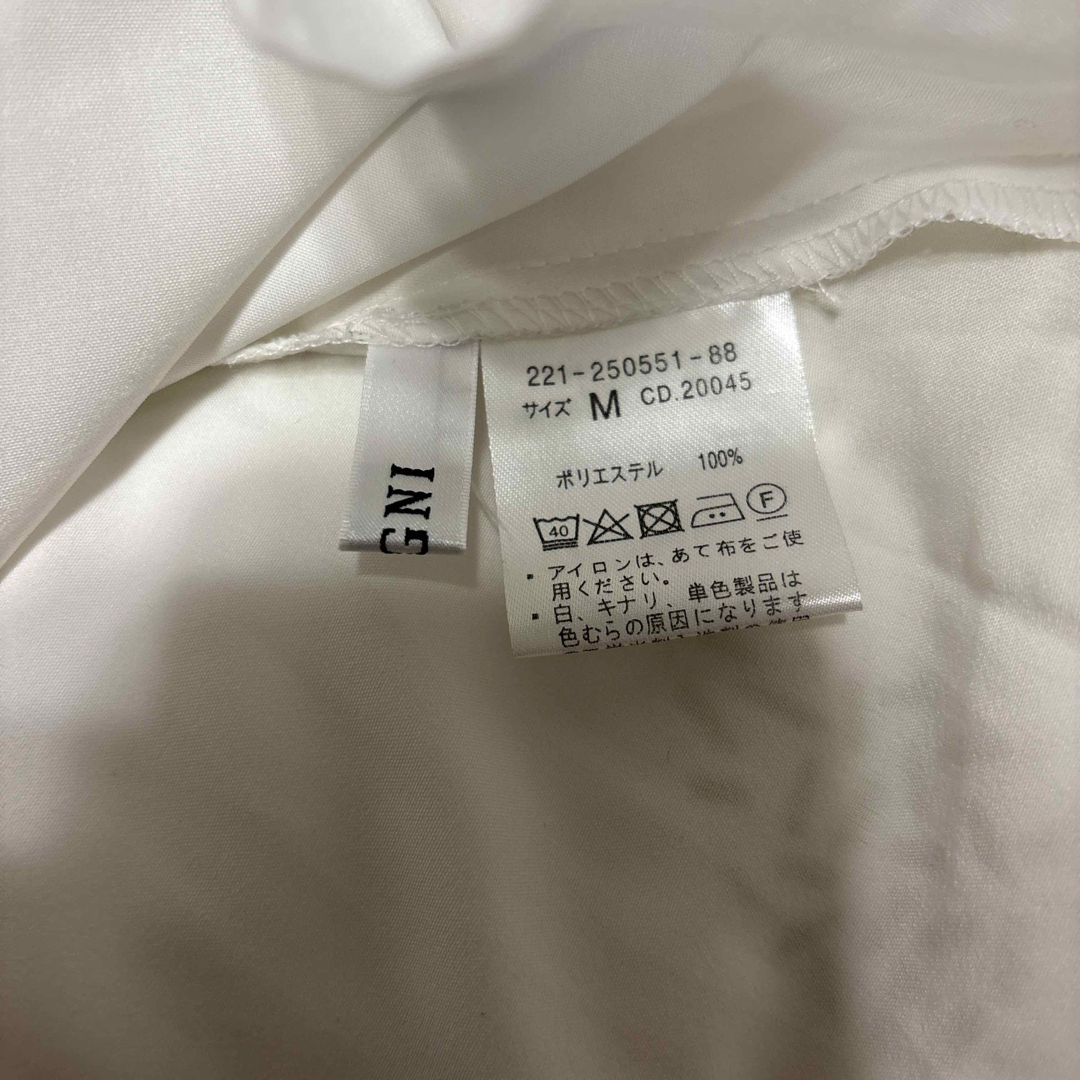 221-250551-88
サイズ M CD.20045
ポリエステル 100%
40 F
・アイロンは、あて布をご使
用ください。
・白、キナリ、単色製品は
色むらの原因になります
GNI